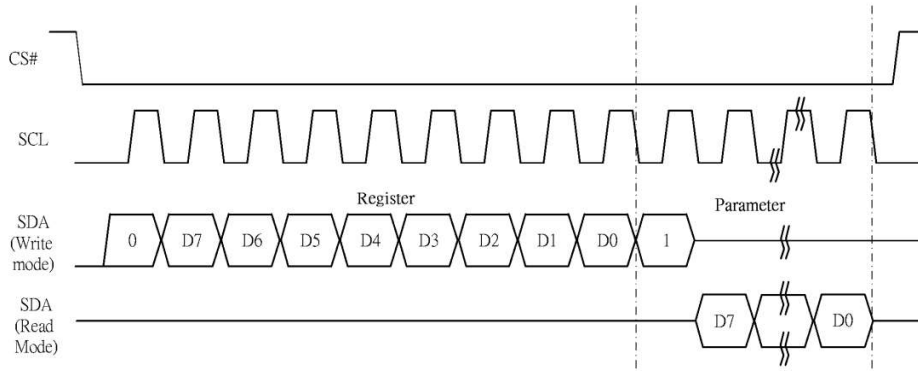 CS#
SCL
Register
Parameter
SDA
(Write
mode)
0 D7 D6 D5 D4 D3 D2 D1 D0 1
SDA
(Read
Mode)
D7 D0